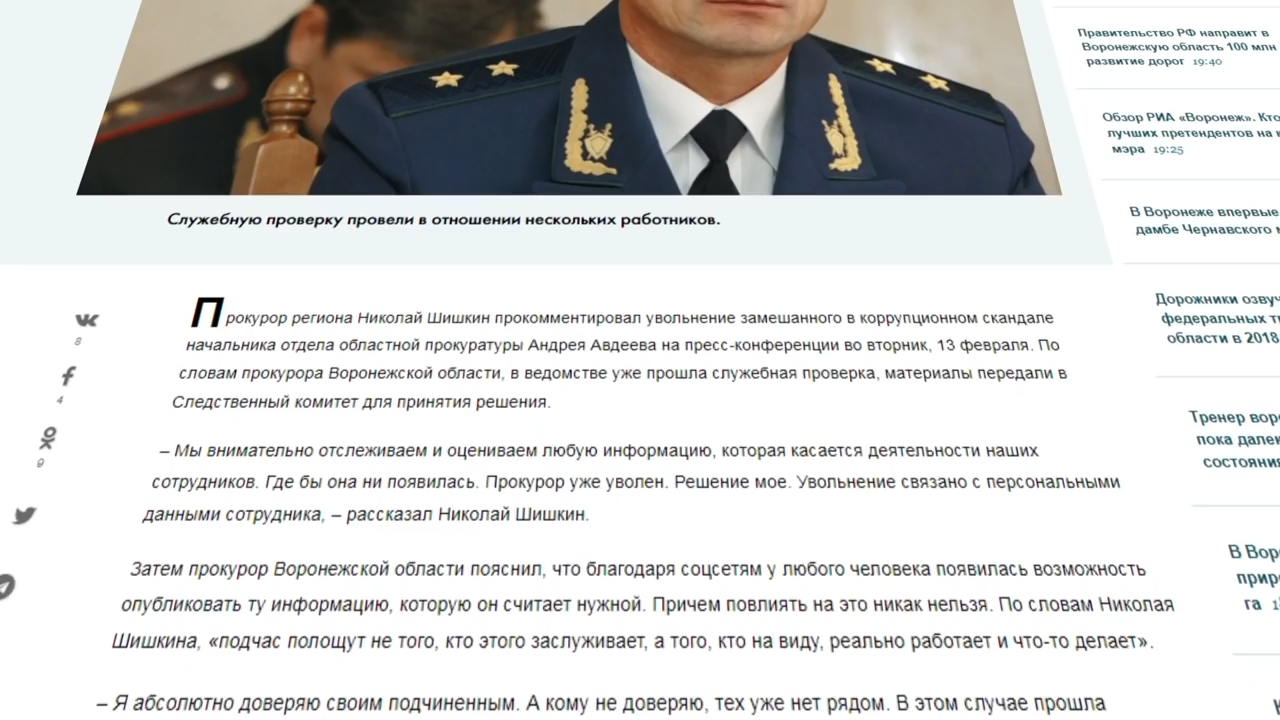 Служебную проверку провели в отношении нескольких работников.
Прокурор региона Николай Шишкин прокомментировал увольнение замешанного в коррупционном скандале
начальника отдела областной прокуратуры Андрея Авдеева на пресс-конференции во вторник, 13 февраля. По
словам прокурора Воронежской области, в ведомстве уже прошла служебная проверка, материалы передали в
Следственный комитет для принятия решения.
– Мы внимательно отслеживаем и оцениваем любую информацию, которая касается деятельности наших
сотрудников. Где бы она ни появилась. Прокурор уже уволен. Решение мое. Увольнение связано с персональными
данными сотрудника, – рассказал Николай Шишкин.
Затем прокурор Воронежской области пояснил, что благодаря соцсетям у любого человека появилась возможность
опубликовать ту информацию, которую он считает нужной. Причем повлиять на это никак нельзя. По словам Николая
Шишкина, «подчас полощут не того, кто этого заслуживает, а того, кто на виду, реально работает и что-то делает».
– Я абсолютно доверяю своим подчиненным. А кому не доверяю, тех уже нет рядом. В этом случае прошла
8
4
9
Правительство РФ направит в
Воронежскую область 100 млн
развитие дорог 19:40
Обзор РИА «Воронеж». Кто
лучших претендентов на
мэра 19:25
В Воронеже впервые
дамбе Чернавского
Дорожники
федеральных
области в 2018
Тренер
пока
состояния
В
га